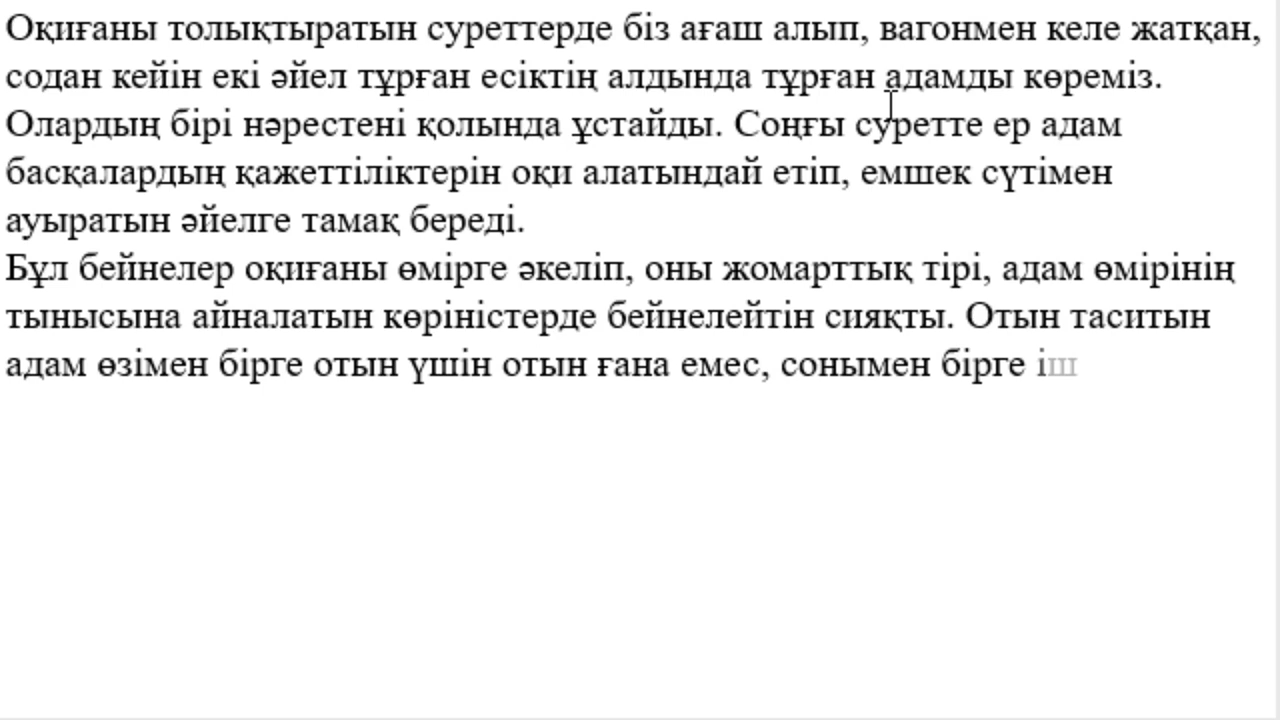 Оқиғаны толықтыратын суреттерде біз ағаш алып, вагонмен келе жатқан,
содан кейін екі әйел тұрған есіктің алдында тұрған адамды көреміз.
Олардың бірі нәрестені қолында ұстайды. Соңғы суретте ер адам
басқалардың қажеттіліктерін оқи алатындай етіп, емшек сүтімен
ауыратын әйелге тамақ береді.
Бұл бейнелер оқиғаны өмірге әкеліп, оны жомарттық тірі, адам өмірінің
тынысына айналатын көріністерде бейнелейтін сияқты. Отын таситын
адам өзімен бірге отын үшін отын ғана емес, сонымен бірге іш